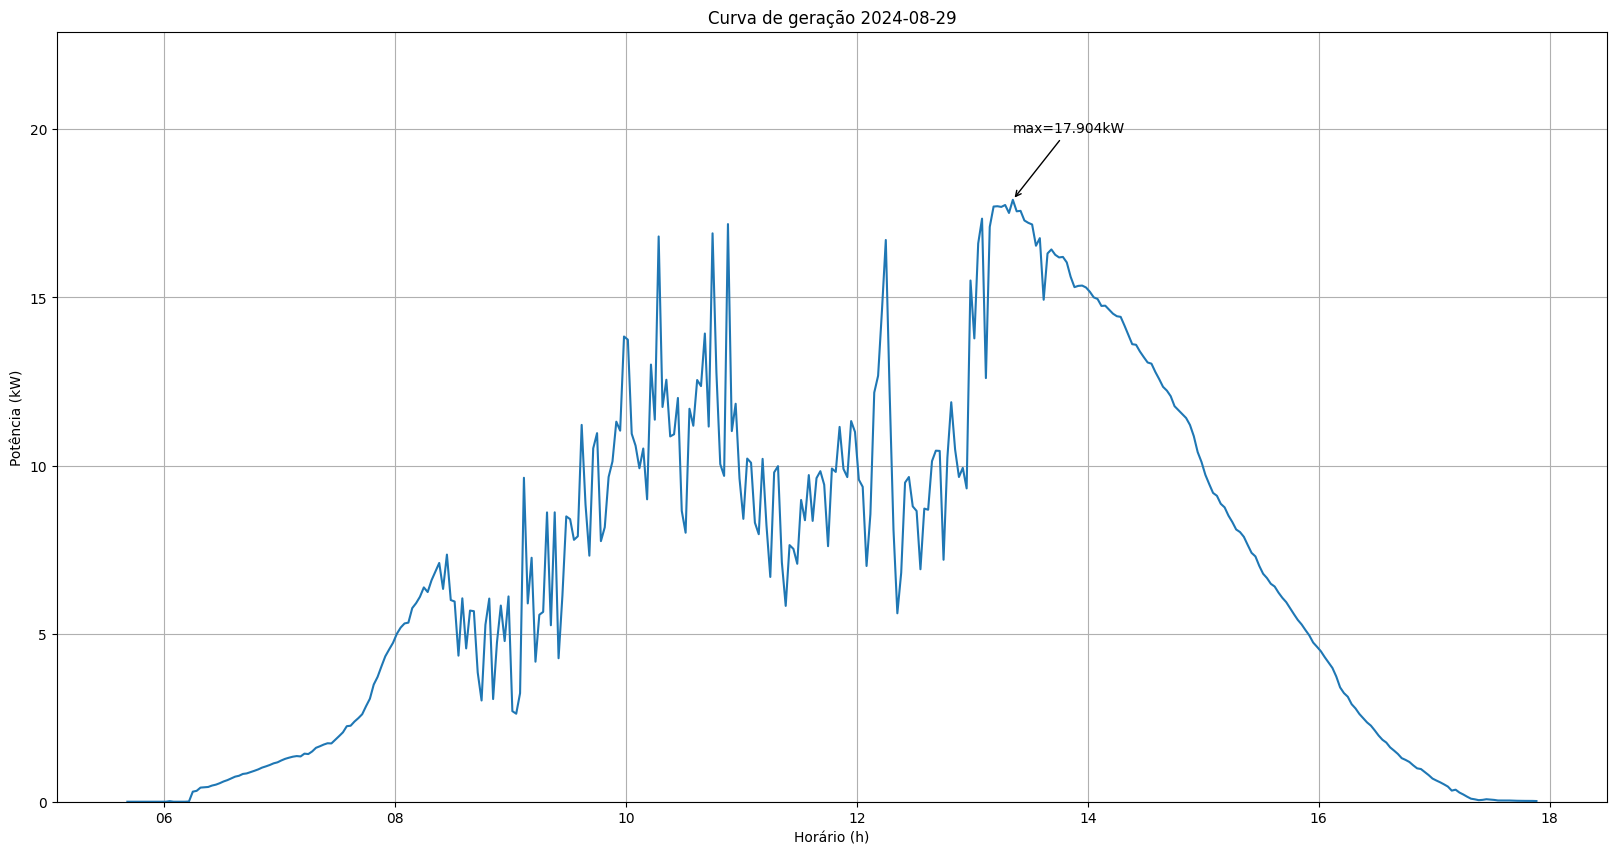 Curva de geração 2024-08-29
max=17.904kW
20
15
10
5
0
Potência (kW)
06 08 10 12 14 16 18
Horário (h)